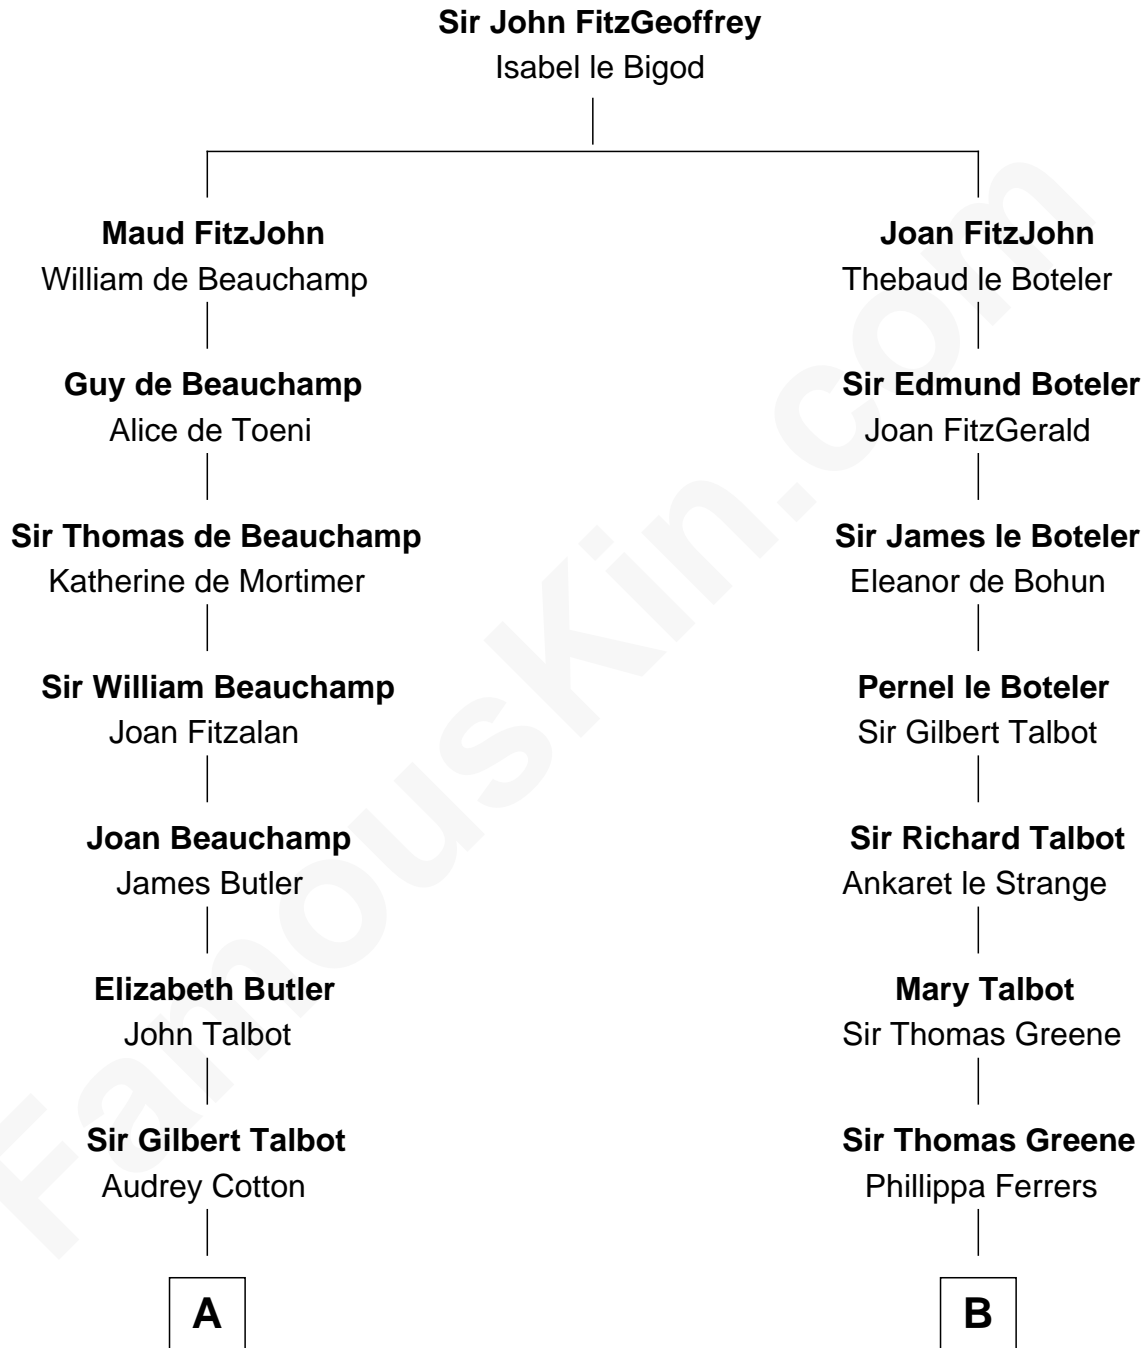 Sir John FitzGeoffrey
Isabel le Bigod
Maud FitzJohn
William de Beauchamp
Joan FitzJohn
Thebaud le Boteler
Guy de Beauchamp
Alice de Toeni
Sir Edmund Boteler
Joan FitzGerald
Sir Thomas de Beauchamp
Katherine de Mortimer
Sir James le Boteler
Eleanor de Bohun
Sir William Beauchamp
Joan Fitzalan
Pernel le Boteler
Sir Gilbert Talbot
Joan Beauchamp
James Butler
Sir Richard Talbot
Ankaret le Strange
Elizabeth Butler
John Talbot
Mary Talbot
Sir Thomas Greene
Sir Gilbert Talbot
Audrey Cotton
Sir Thomas Greene
Phillippa Ferrers
A
B
FamousKin.com